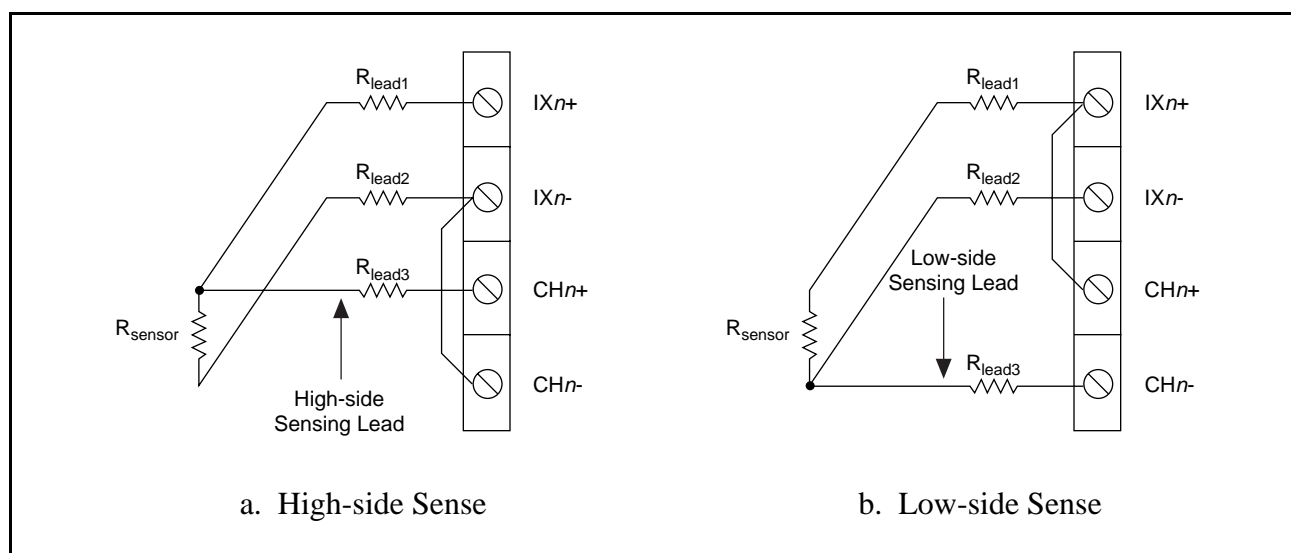 R_lead1
IXn+
R_lead2
IXn-
R_lead3
CHn+
R_sensor
CHn-
High-side
Sensing Lead
a. High-side Sense
R_lead1
IXn+
R_lead2
IXn-
Low-side
Sensing Lead
CHn+
R_sensor
R_lead3
CHn-
b. Low-side Sense